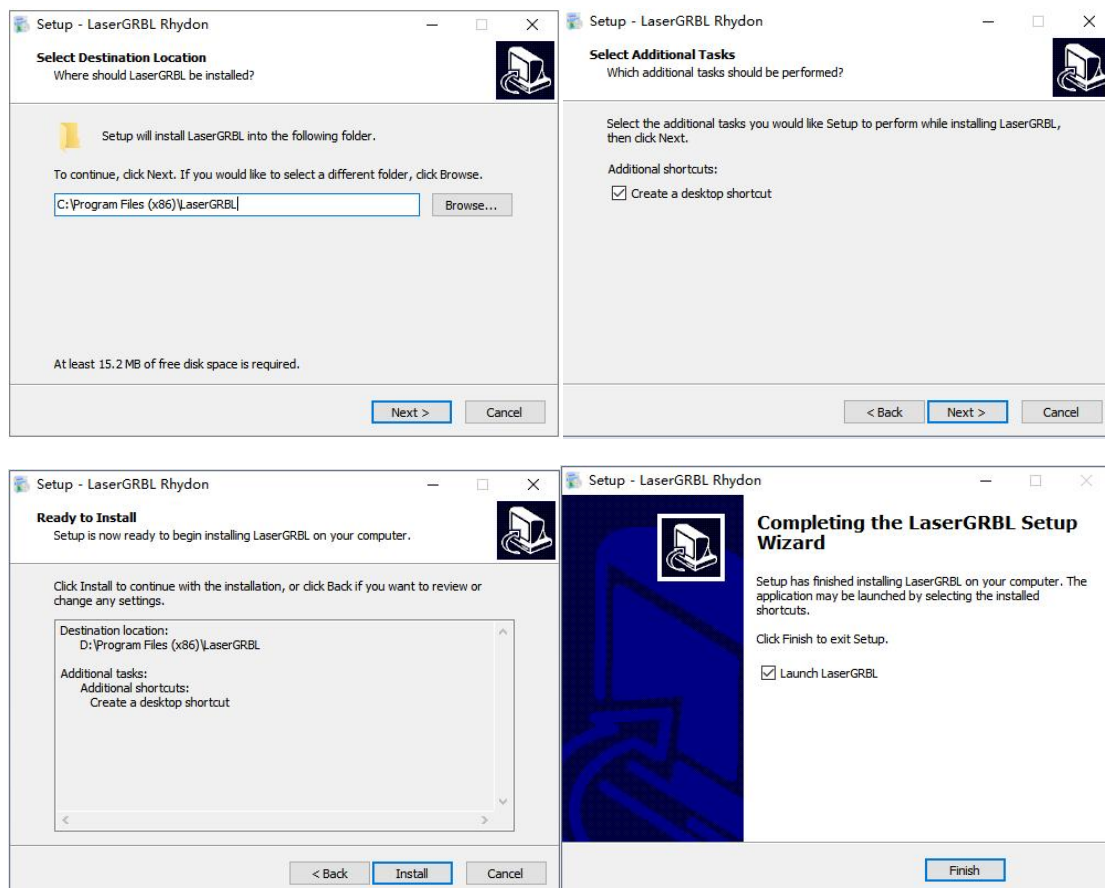 Setup - LaserGRBL Rhydon
Select Destination Location
Where should LaserGRBL be installed?
Setup will install LaserGRBL into the following folder.
To continue, click Next. If you would like to select a different folder, click Browse.
C:\Program Files (x86)\LaserGRBL
Browse...
At least 15.2 MB of free disk space is required.
Next >
Cancel
Setup - LaserGRBL Rhydon
Select Additional Tasks
Which additional tasks should be performed?
Select the additional tasks you would like Setup to perform while installing LaserGRBL,
then click Next.
Additional shortcuts:
Create a desktop shortcut
< Back
Next >
Cancel
Setup - LaserGRBL Rhydon
Ready to Install
Setup is now ready to begin installing LaserGRBL on your computer.
Click Install to continue with the installation, or click Back if you want to review or
change any settings.
Destination location:
D:\Program Files (x86)\LaserGRBL
Additional tasks:
Additional shortcuts:
Create a desktop shortcut
< Back
Install
Cancel
Setup - LaserGRBL Rhydon
Completing the LaserGRBL Setup
Wizard
Setup has finished installing LaserGRBL on your computer. The
application may be launched by selecting the installed
shortcuts.
Click Finish to exit Setup.
Launch LaserGRBL
Finish